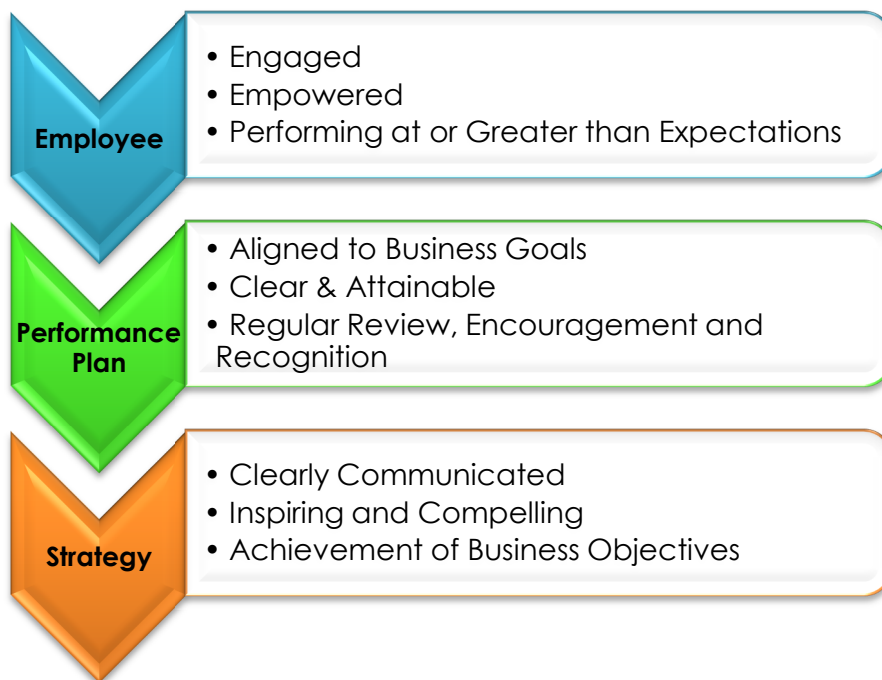 Employee
• Engaged
• Empowered
• Performing at or Greater than Expectations
Performance
Plan
• Aligned to Business Goals
• Clear & Attainable
• Regular Review, Encouragement and
Recognition
Strategy
• Clearly Communicated
• Inspiring and Compelling
• Achievement of Business Objectives